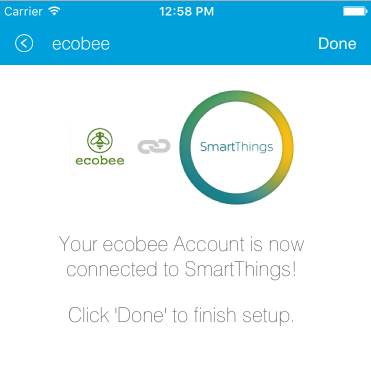 Carrier 12:58 PM
ecobee Done
ecobee SmartThings
Your ecobee Account is now
connected to SmartThings!
Click 'Done' to finish setup.